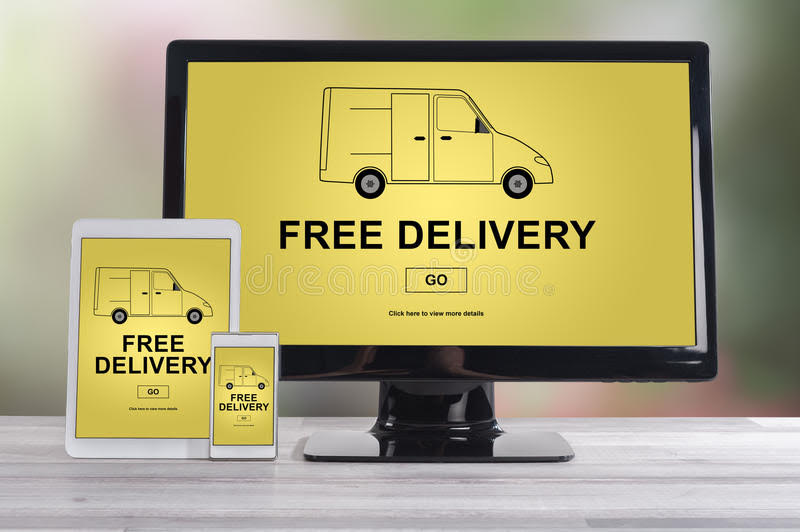 FREE DELIVERY
GO
Click here to view more details
FREE
DELIVERY
GO
Click here to view more details
FREE
DELIVERY
GO
dreamstime